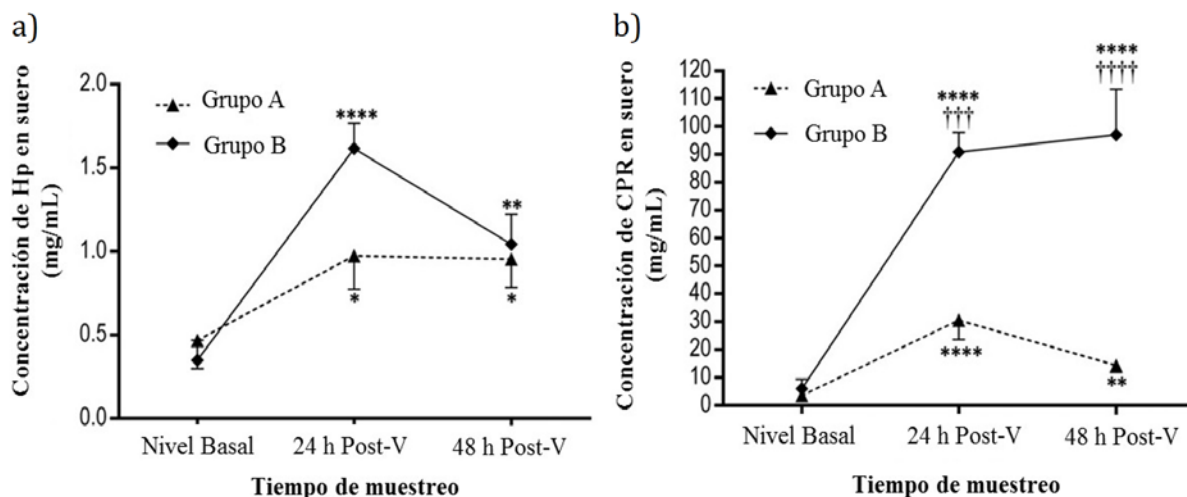 a)
Concentración de Hp en suero
(mg/mL)
2.0
1.5
1.0
0.5
0.0
Grupo A
Grupo B
****
**
*
*
Nivel Basal
24 h Post-V
48 h Post-V
Tiempo de muestreo
b)
Concentración de CPR en suero
(mg/mL)
120
110
100
90
80
70
60
50
40
30
20
10
0
Grupo A
Grupo B
****
†††
****
††††
****
**
Nivel Basal
24 h Post-V
48 h Post-V
Tiempo de muestreo